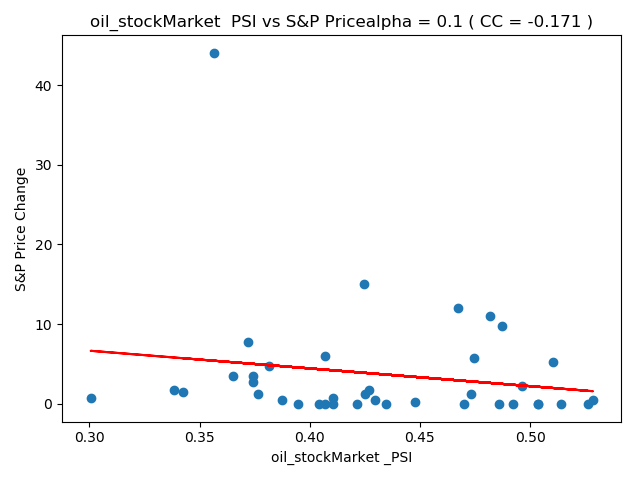 oil_stockMarket  PSI vs S&P Pricealpha = 0.1 ( CC = -0.171 )
40
30
20
10
0
S&P Price Change
0.30 0.35 0.40 0.45 0.50
oil_stockMarket _PSI